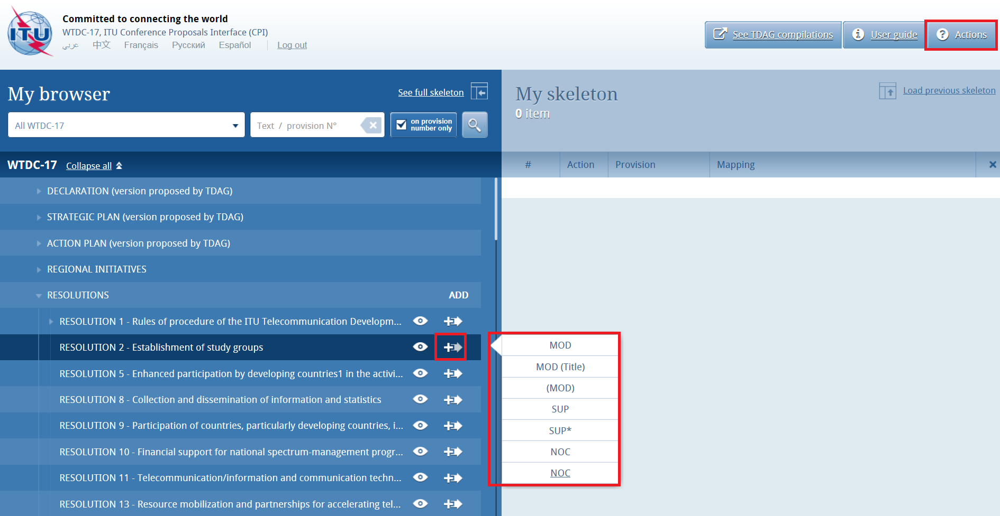 ITU
Committed to connecting the world
WTDC-17, ITU Conference Proposals Interface (CPI)
عربي 中文 Français Русский Español Log out
See TDAG compilations User guide Actions
My browser
See full skeleton
All WTDC-17
Text / provision N°
on provision
number only
My skeleton
0 item
Load previous skeleton
WTDC-17 Collapse all
# Action Provision Mapping
DECLARATION (version proposed by TDAG)
STRATEGIC PLAN (version proposed by TDAG)
ACTION PLAN (version proposed by TDAG)
REGIONAL INITIATIVES
RESOLUTIONS ADD
RESOLUTION 1 - Rules of procedure of the ITU Telecommunication Developm...
RESOLUTION 2 - Establishment of study groups
RESOLUTION 5 - Enhanced participation by developing countries1 in the activi...
RESOLUTION 8 - Collection and dissemination of information and statistics
RESOLUTION 9 - Participation of countries, particularly developing countries, i...
RESOLUTION 10 - Financial support for national spectrum-management progr...
RESOLUTION 11 - Telecommunication/information and communication techn...
RESOLUTION 13 - Resource mobilization and partnerships for accelerating tel...
MOD
MOD (Title)
(MOD)
SUP
SUP*
NOC
NOC